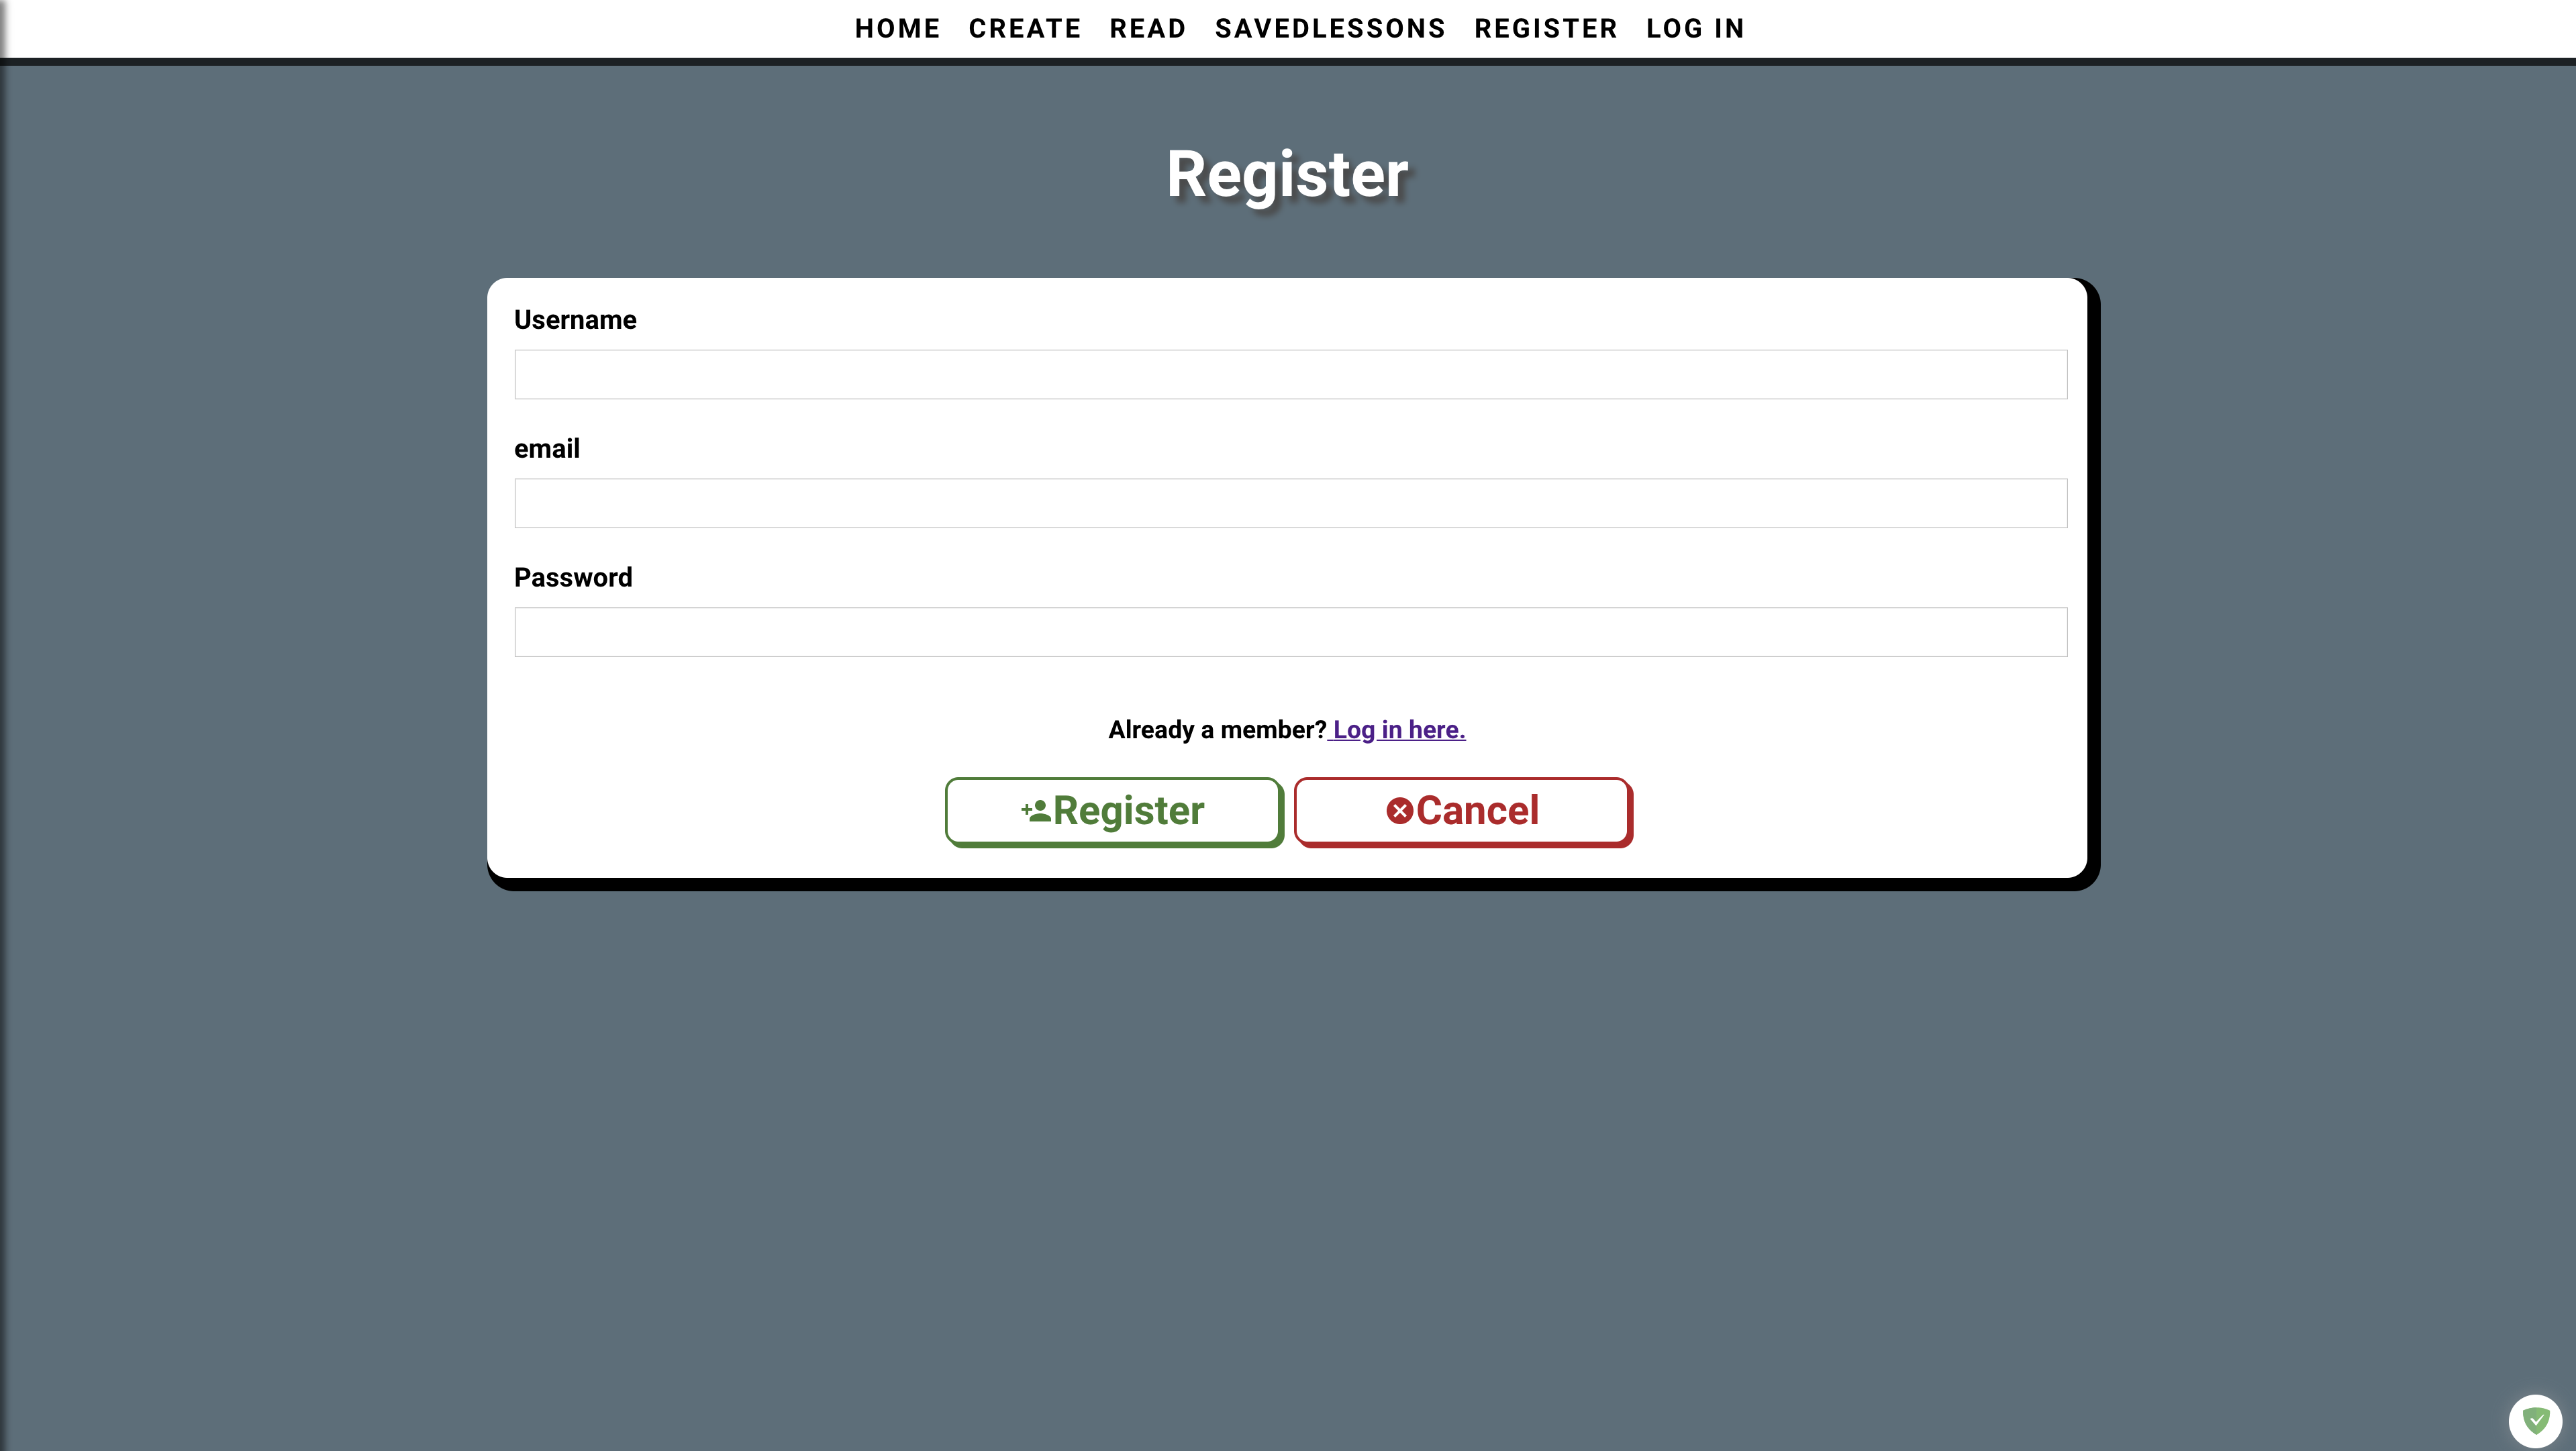 HOME CREATE READ SAVEDLESSONS REGISTER LOG IN
Register
Username
email
Password
Already a member? Log in here.
Register Cancel